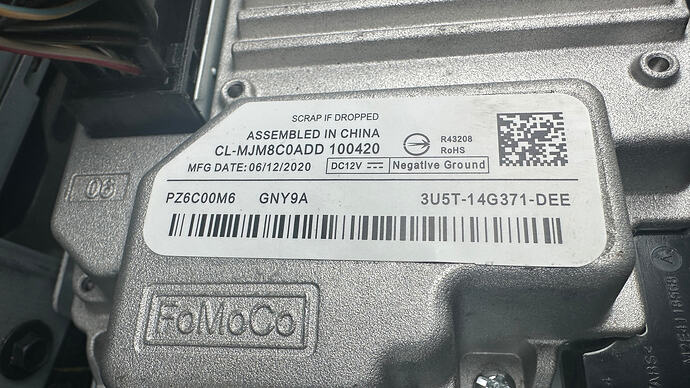 SCRAP IF DROPPED
ASSEMBLED IN CHINA
CL-MJM8C0ADD 100420
R43208
RoHS
MFG DATE:06/12/2020
DC12V
Negative Ground
PZ6C00M6 GNY9A 3U5T-14G371-DEE
06
FoMoCo